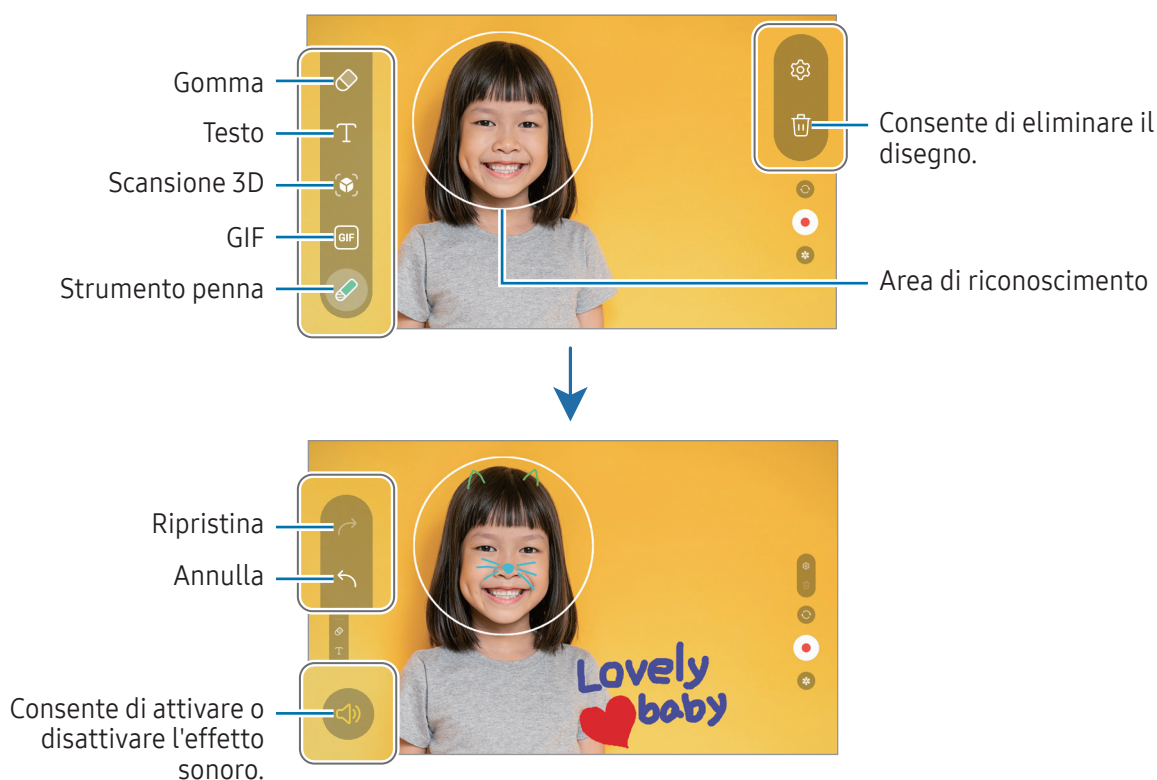 Gomma
Testo
Scansione 3D
GIF
Strumento penna
T
GIF
Consente di eliminare il
disegno.
Area di riconoscimento
Ripristina
Annulla
T
Consente di attivare o
disattivare l'effetto
sonoro.
Lovely
baby